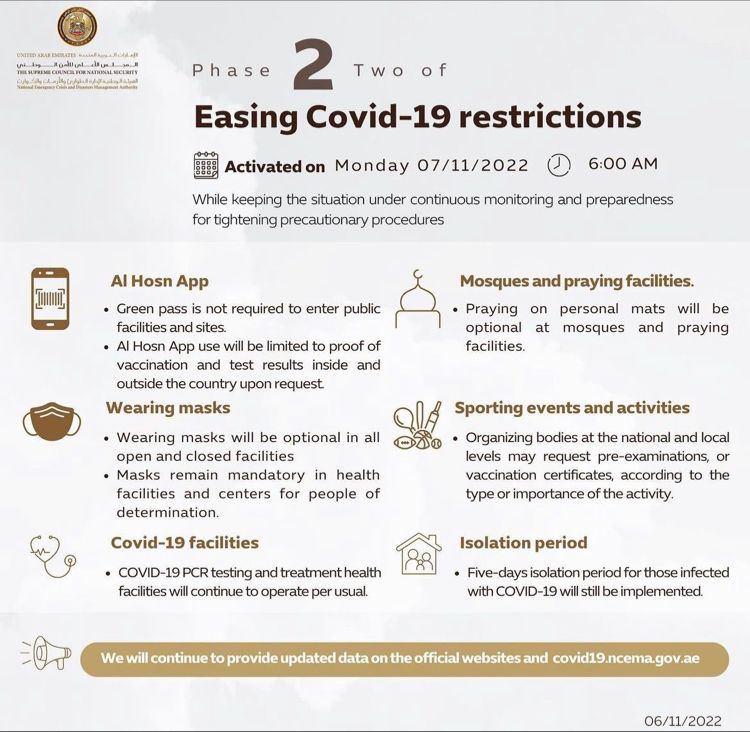 UNITED ARAB EMIRATES الإمارات العربية المتحدة
المجلس الأعلى للأمن الوطني
THE SUPREME COUNCIL FOR NATIONAL SECURITY
الهيئة الوطنية لإدارة الطوارئ والأزمات والكوارث
National Emergency Crisis and Disasters Management Authority
Phase 2 Two of
Easing Covid-19 restrictions
Activated on Monday 07/11/2022 6:00 AM
While keeping the situation under continuous monitoring and preparedness
for tightening precautionary procedures
Al Hosn App
• Green pass is not required to enter public
facilities and sites.
• Al Hosn App use will be limited to proof of
vaccination and test results inside and
outside the country upon request.
Mosques and praying facilities.
• Praying on personal mats will be
optional at mosques and praying
facilities.
Wearing masks
• Wearing masks will be optional in all
open and closed facilities
• Masks remain mandatory in health
facilities and centers for people of
determination.
Sporting events and activities
• Organizing bodies at the national and local
levels may request pre-examinations, or
vaccination certificates, according to the
type or importance of the activity.
Covid-19 facilities
• COVID-19 PCR testing and treatment health
facilities will continue to operate per usual.
Isolation period
• Five-days isolation period for those infected
with COVID-19 will still be implemented.
We will continue to provide updated data on the official websites and covid19.ncema.gov.ae
06/11/2022